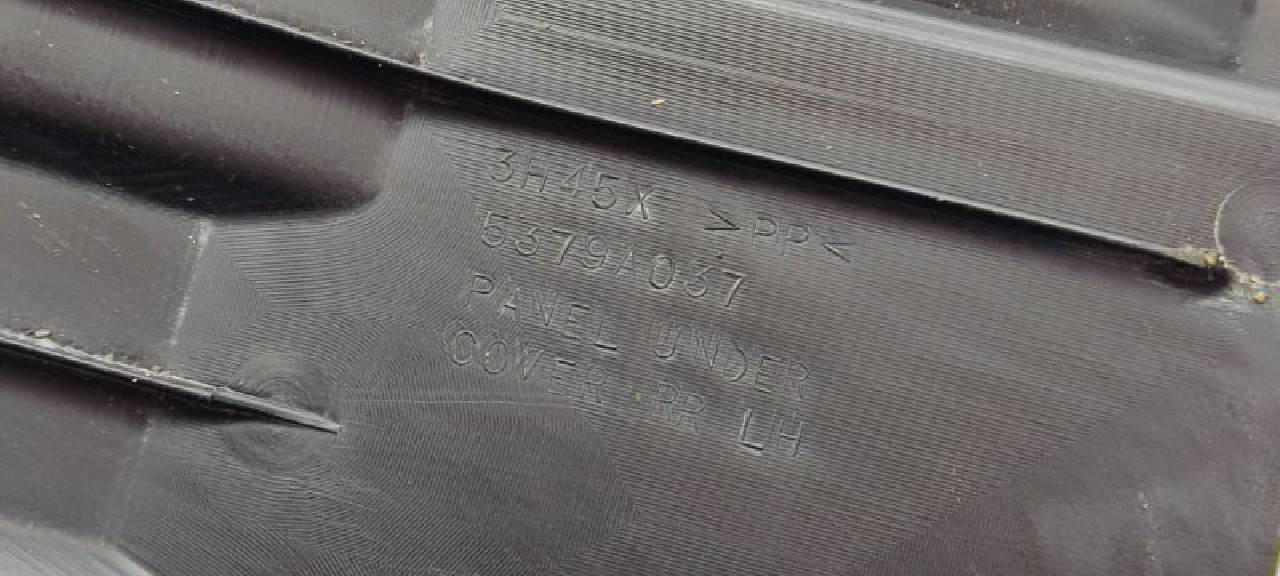 3H45X >PP<
5379A037
PANEL UNDER
COVER RR LH